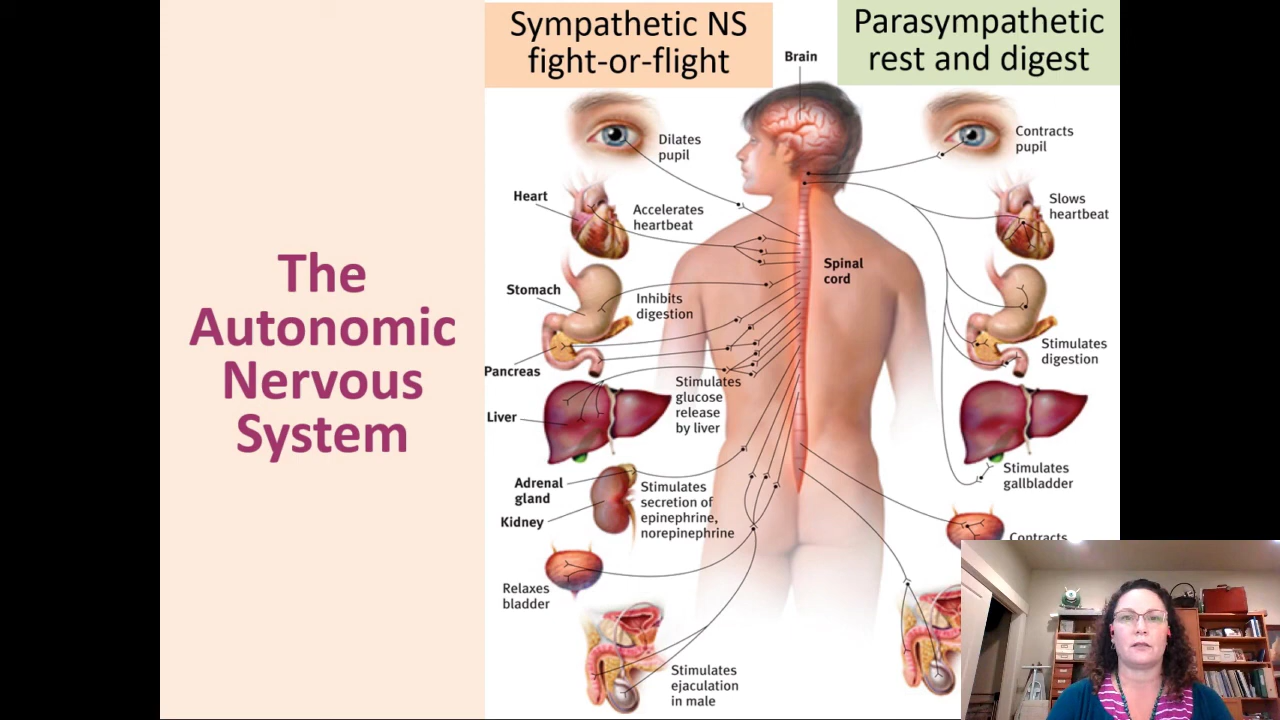 The
Autonomic
Nervous
System
Sympathetic NS
fight-or-flight
Parasympathetic
rest and digest
Brain
Dilates
pupil
Heart
Accelerates
heartbeat
Stomach
Inhibits
digestion
Pancreas
Stimulates
glucose
release
by liver
Liver
Adrenal
gland
Stimulates
secretion of
epinephrine,
norepinephrine
Kidney
Relaxes
bladder
Stimulates
ejaculation
in male
Spinal
cord
Contracts
pupil
Slows
heartbeat
Stimulates
digestion
Stimulates
gallbladder
Contracts